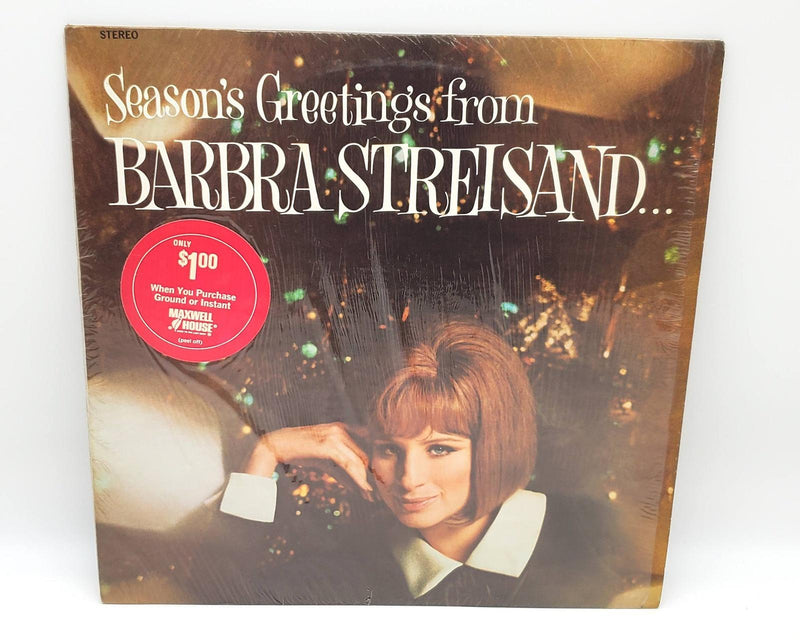 STEREO
Season's Greetings from
BARBRA STREISAND...
ONLY
$1.00
When You Purchase
Ground or Instant
MAXWELL
HOUSE
(peel off)